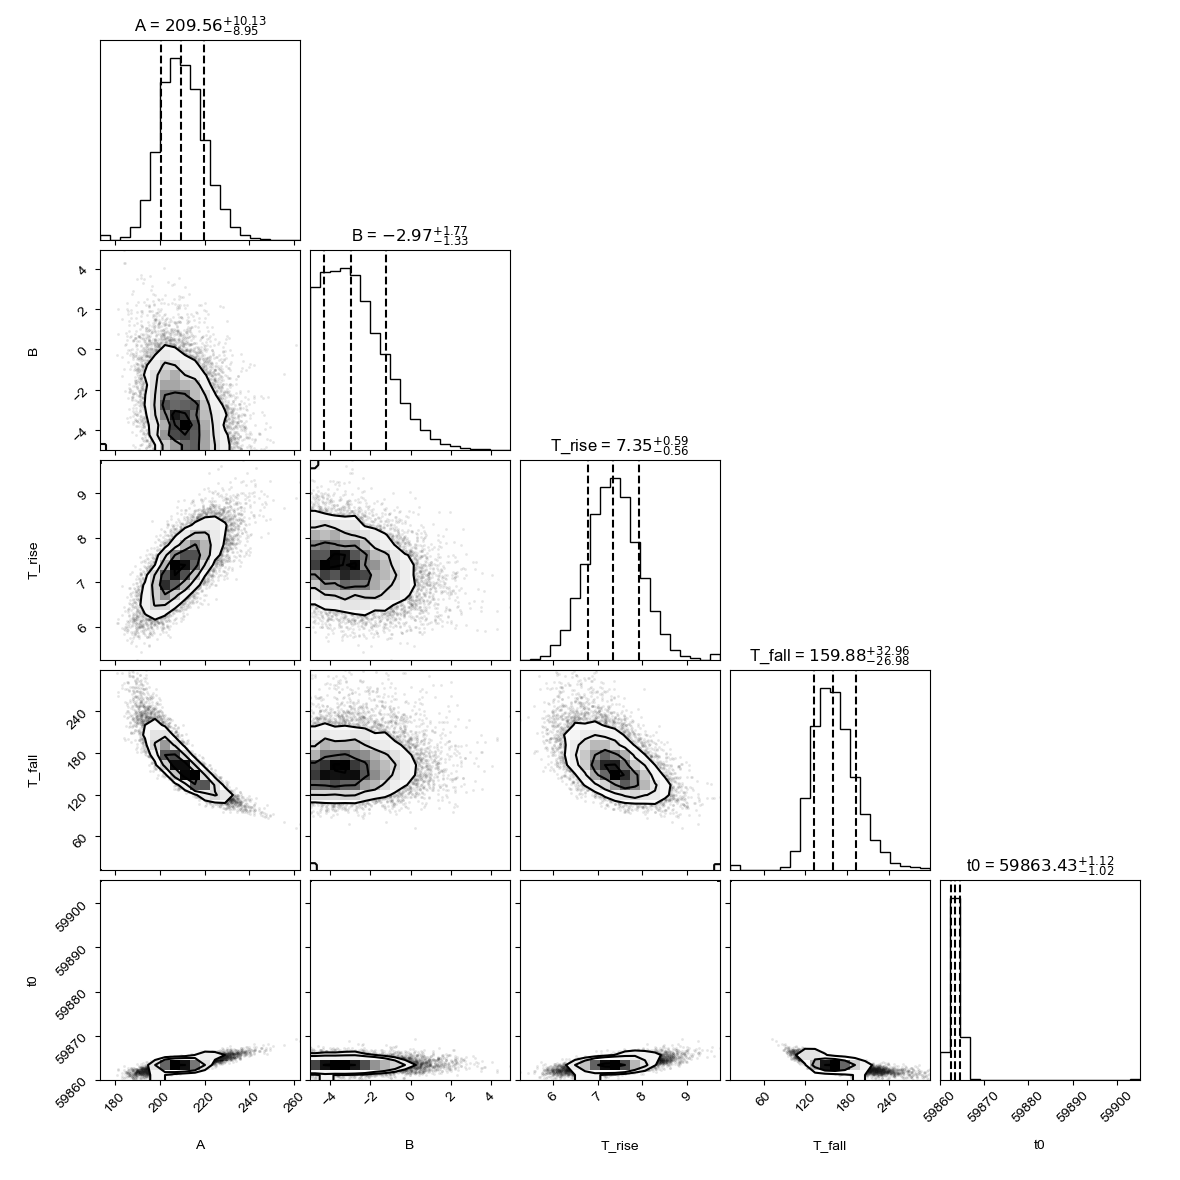 A = 209.56+10.13−8.95
B = −2.97+1.77−1.33
4
2
0
−2
−4
B
T_rise = 7.35+0.59−0.56
9
8
7
6
T_rise
T_fall = 159.88+32.96−26.98
240
180
120
60
T_fall
t0 = 59863.43+1.12−1.02
59900
59890
59880
59870
59860
t0
180 200 220 240 260 −4 −2 0 2 4 6 7 8 9 60 120 180 240 59860 59870 59880 59890 59900
A B T_rise T_fall t0